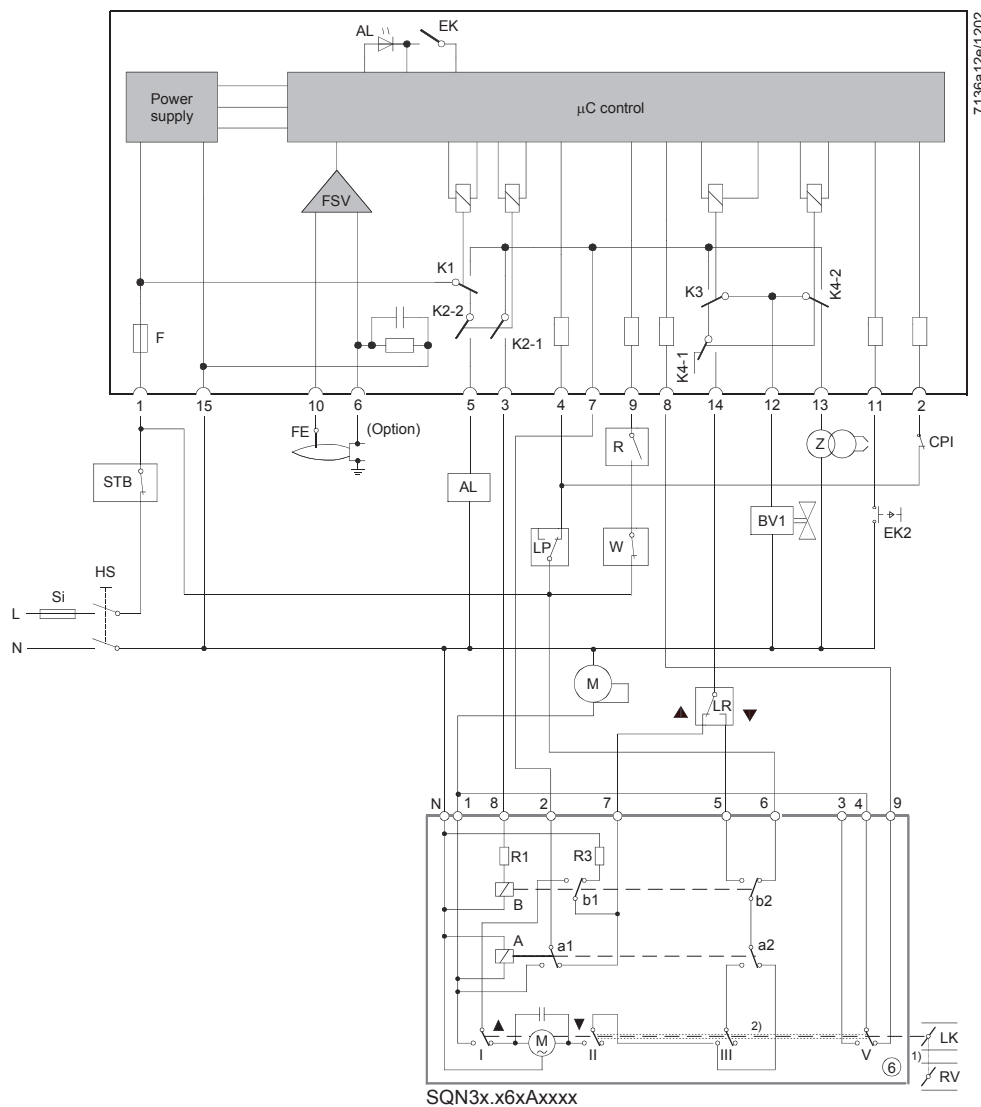 7136a12e/1202
AL
EK
Power
supply
µC control
FSV
K1
K2-2
K2-1
K3
K4-2
K4-1
F
1
15
10
6
5
3
4
7
9
8
14
12
13
11
2
FE
(Option)
STB
AL
R
Z
CPI
LP
W
BV1
EK2
HS
Si
L
N
M
LR
N
1
8
2
7
5
6
3
4
9
R1
R3
B
b1
b2
A
a1
a2
M
~
2)
I
II
III
V
LK
1)
6
RV
SQN3x.x6xAxxxx